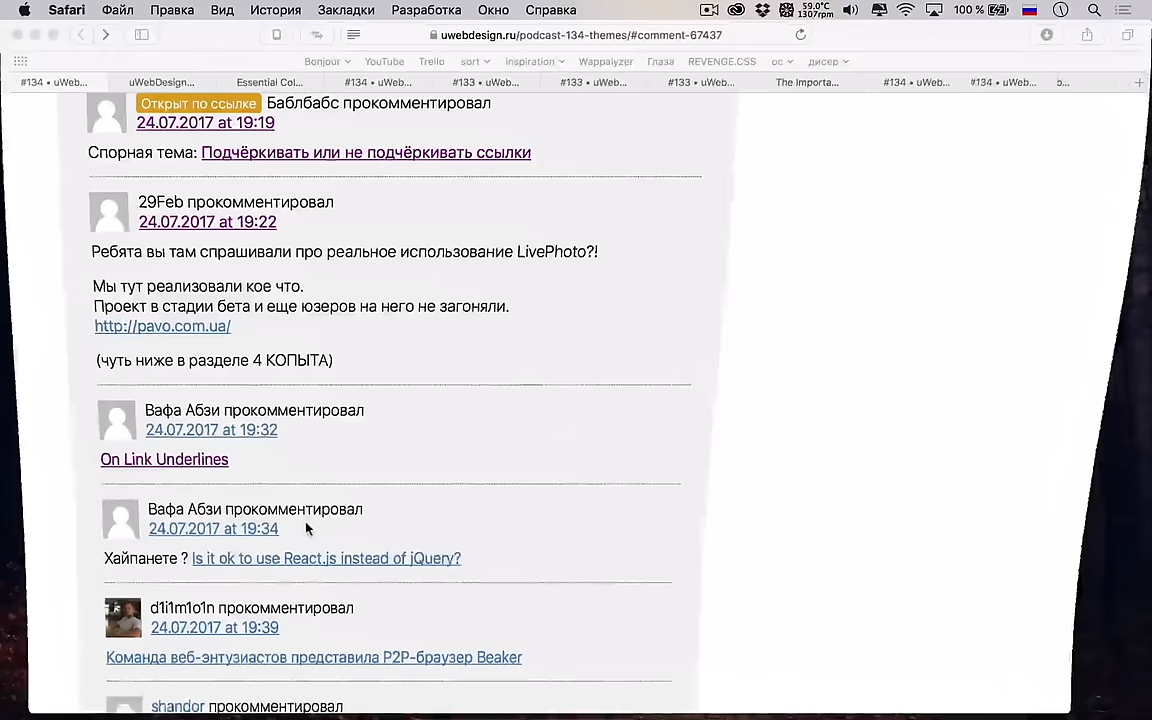 Safari Файл Правка Вид История Закладки Разработка Окно Справка 59.0°C 1307rpm 100 %
uwebdesign.ru/podcast-134-themes/#comment-67437
Bonjour YouTube Trello sort Inspiration Wappalyzer Глаза REVENGE.CSS ос дисер
#134 • uWeb... uWebDesign... Essential Col... #134 • uWeb... #133 • uWeb... #133 • uWeb... #133 • uWeb... The Importa... #134 • uWeb... #134 • uWeb... b...
Открыт по ссылке Баблбабс прокомментировал
24.07.2017 at 19:19
Спорная тема: Подчёркивать или не подчёркивать ссылки
29Feb прокомментировал
24.07.2017 at 19:22
Ребята вы там спрашивали про реальное использование LivePhoto?!
Мы тут реализовали кое что.
Проект в стадии бета и еще юзеров на него не загоняли.
http://pavo.com.ua/
(чуть ниже в разделе 4 КОПЫТА)
Вафа Абзи прокомментировал
24.07.2017 at 19:32
On Link Underlines
Вафа Абзи прокомментировал
24.07.2017 at 19:34
Хайпанете ? Is it ok to use React.js instead of jQuery?
d1i1m1o1n прокомментировал
24.07.2017 at 19:39
Команда веб-энтузиастов представила P2P-браузер Beaker
shandor прокомментировал